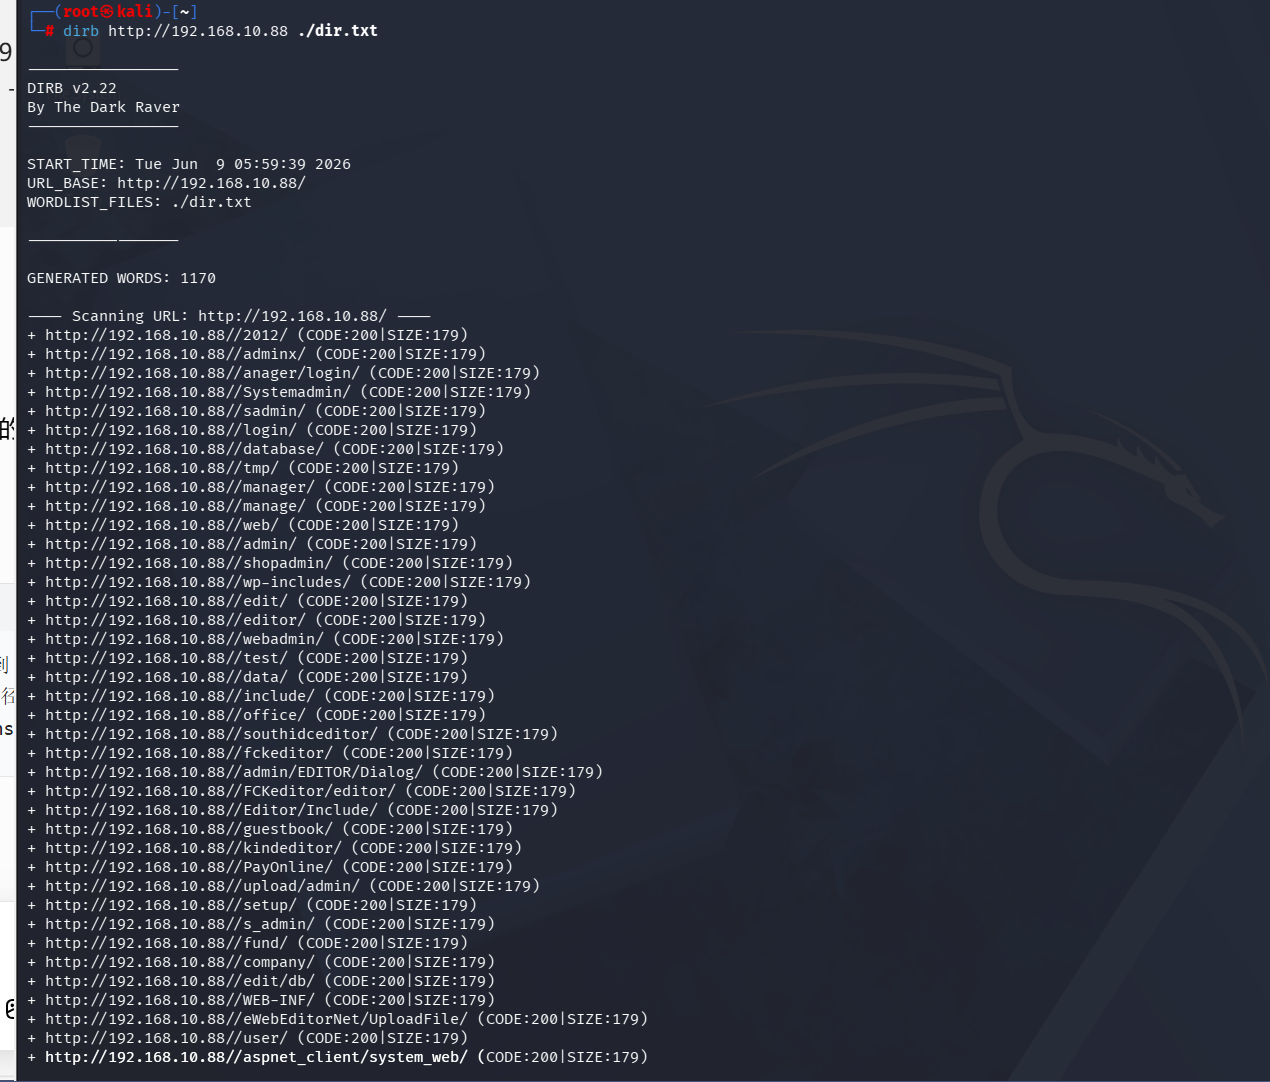 ┌──(root㉿kali)-[~]
└─# dirb http://192.168.10.88 ./dir.txt
9
-----------------
DIRB v2.22
By The Dark Raver
-----------------
START_TIME: Tue Jun  9 05:59:39 2026
URL_BASE: http://192.168.10.88/
WORDLIST_FILES: ./dir.txt
-----------------
GENERATED WORDS: 1170
---- Scanning URL: http://192.168.10.88/ ----
+ http://192.168.10.88//2012/ (CODE:200|SIZE:179)
+ http://192.168.10.88//adminx/ (CODE:200|SIZE:179)
+ http://192.168.10.88//anager/login/ (CODE:200|SIZE:179)
+ http://192.168.10.88//Systemadmin/ (CODE:200|SIZE:179)
+ http://192.168.10.88//sadmin/ (CODE:200|SIZE:179)
的
+ http://192.168.10.88//login/ (CODE:200|SIZE:179)
+ http://192.168.10.88//database/ (CODE:200|SIZE:179)
+ http://192.168.10.88//tmp/ (CODE:200|SIZE:179)
+ http://192.168.10.88//manager/ (CODE:200|SIZE:179)
+ http://192.168.10.88//manage/ (CODE:200|SIZE:179)
+ http://192.168.10.88//web/ (CODE:200|SIZE:179)
+ http://192.168.10.88//admin/ (CODE:200|SIZE:179)
+ http://192.168.10.88//shopadmin/ (CODE:200|SIZE:179)
+ http://192.168.10.88//wp-includes/ (CODE:200|SIZE:179)
+ http://192.168.10.88//edit/ (CODE:200|SIZE:179)
+ http://192.168.10.88//editor/ (CODE:200|SIZE:179)
+ http://192.168.10.88//webadmin/ (CODE:200|SIZE:179)
+ http://192.168.10.88//test/ (CODE:200|SIZE:179)
+ http://192.168.10.88//data/ (CODE:200|SIZE:179)
+ http://192.168.10.88//include/ (CODE:200|SIZE:179)
+ http://192.168.10.88//office/ (CODE:200|SIZE:179)
ns
+ http://192.168.10.88//southidceditor/ (CODE:200|SIZE:179)
+ http://192.168.10.88//fckeditor/ (CODE:200|SIZE:179)
+ http://192.168.10.88//admin/EDITOR/Dialog/ (CODE:200|SIZE:179)
+ http://192.168.10.88//FCKeditor/editor/ (CODE:200|SIZE:179)
+ http://192.168.10.88//Editor/Include/ (CODE:200|SIZE:179)
+ http://192.168.10.88//guestbook/ (CODE:200|SIZE:179)
+ http://192.168.10.88//kindeditor/ (CODE:200|SIZE:179)
+ http://192.168.10.88//PayOnline/ (CODE:200|SIZE:179)
+ http://192.168.10.88//upload/admin/ (CODE:200|SIZE:179)
+ http://192.168.10.88//setup/ (CODE:200|SIZE:179)
+ http://192.168.10.88//s_admin/ (CODE:200|SIZE:179)
+ http://192.168.10.88//fund/ (CODE:200|SIZE:179)
+ http://192.168.10.88//company/ (CODE:200|SIZE:179)
+ http://192.168.10.88//edit/db/ (CODE:200|SIZE:179)
+ http://192.168.10.88//WEB-INF/ (CODE:200|SIZE:179)
+ http://192.168.10.88//eWebEditorNet/UploadFile/ (CODE:200|SIZE:179)
+ http://192.168.10.88//user/ (CODE:200|SIZE:179)
+ http://192.168.10.88//aspnet_client/system_web/ (CODE:200|SIZE:179)